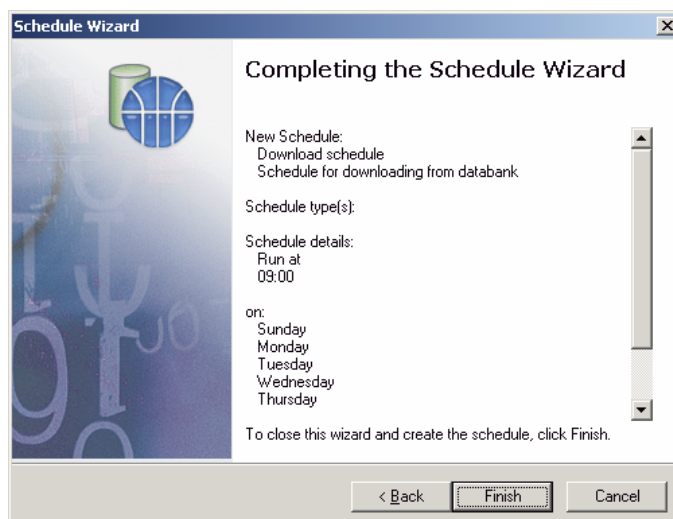 Schedule Wizard
Completing the Schedule Wizard
New Schedule:
Download schedule
Schedule for downloading from databank
Schedule type(s):
Schedule details:
Run at
09:00
on:
Sunday
Monday
Tuesday
Wednesday
Thursday
To close this wizard and create the schedule, click Finish.
< Back
Finish
Cancel